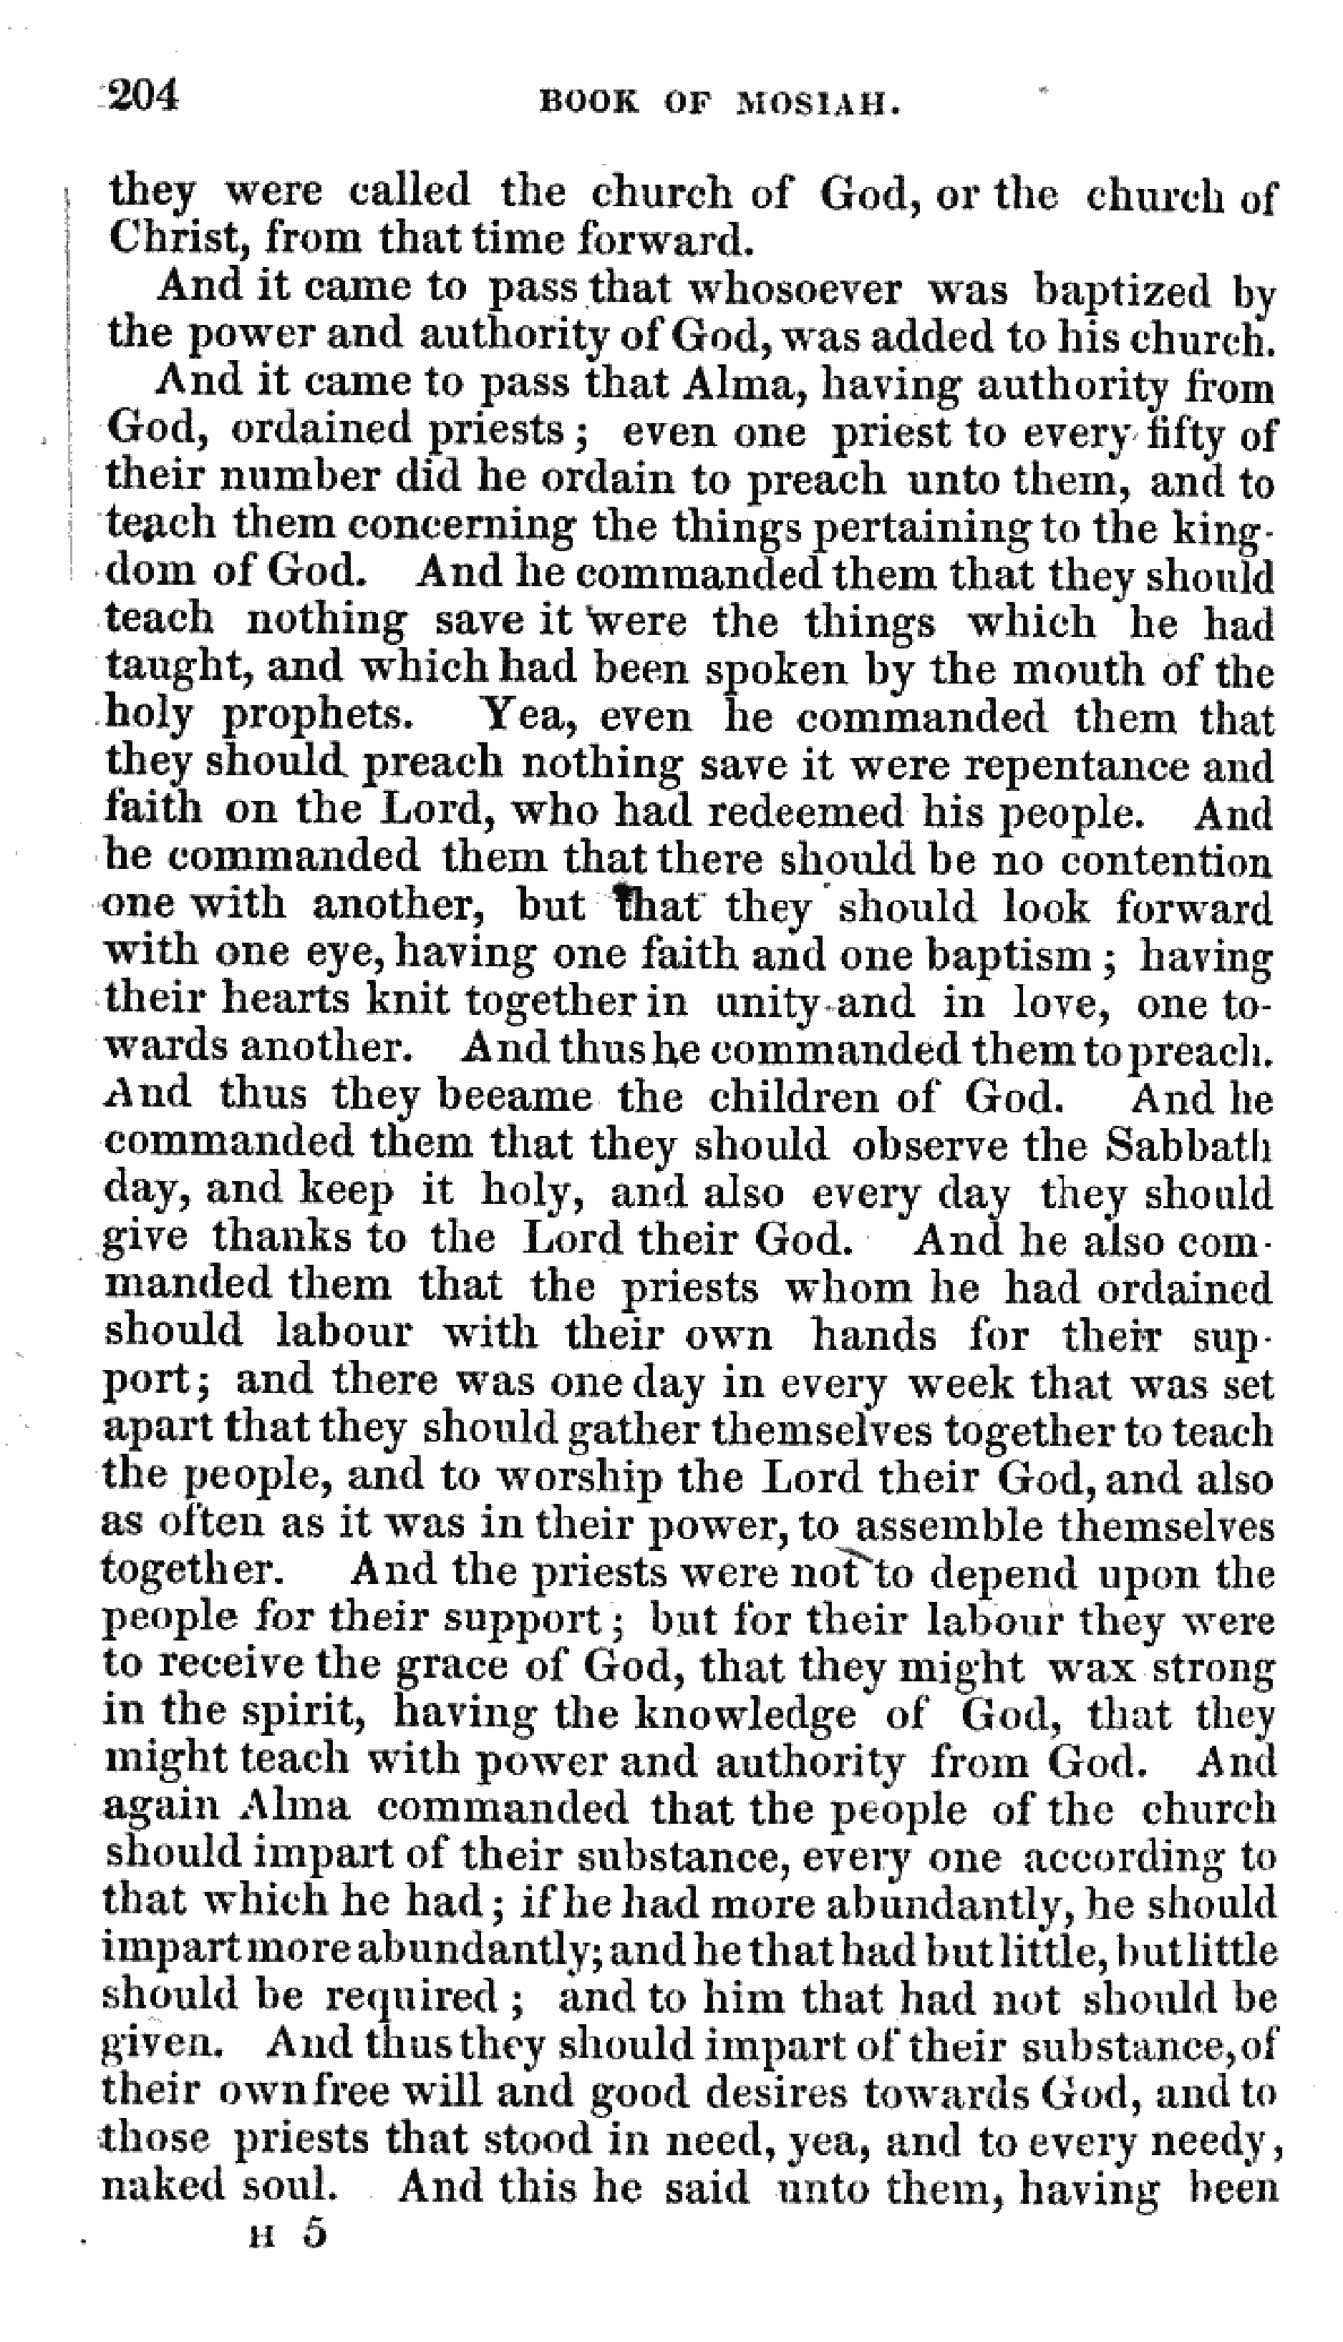 204 BOOK OF MOSIAH.
they were called the church of God, or the church of
Christ, from that time forward.
And it came to pass that whosoever was baptized by
the power and authority of God, was added to his church.
And it came to pass that Alma, having authority from
God, ordained priests; even one priest to every fifty of
their number did he ordain to preach unto them, and to
teach them concerning the things pertaining to the king-
dom of God. And he commanded them that they should
teach nothing save it were the things which he had
taught, and which had been spoken by the mouth of the
holy prophets. Yea, even he commanded them that
they should preach nothing save it were repentance and
faith on the Lord, who had redeemed his people. And
he commanded them that there should be no contention
one with another, but that they should look forward
with one eye, having one faith and one baptism; having
their hearts knit together in unity and in love, one to-
wards another. And thus he commanded them to preach.
And thus they beeame the children of God. And he
commanded them that they should observe the Sabbath
day, and keep it holy, and also every day they should
give thanks to the Lord their God. And he also com-
manded them that the priests whom he had ordained
should labour with their own hands for their sup-
port; and there was one day in every week that was set
apart that they should gather themselves together to teach
the people, and to worship the Lord their God, and also
as often as it was in their power, to assemble themselves
together. And the priests were not to depend upon the
people for their support; but for their labour they were
to receive the grace of God, that they might wax strong
in the spirit, having the knowledge of God, that they
might teach with power and authority from God. And
again Alma commanded that the people of the church
should impart of their substance, every one according to
that which he had; if he had more abundantly, he should
impart more abundantly; and he that had but little, but little
should be required; and to him that had not should be
given. And thus they should impart of their substance, of
their own free will and good desires towards God, and to
those priests that stood in need, yea, and to every needy,
naked soul. And this he said unto them, having been
H 5